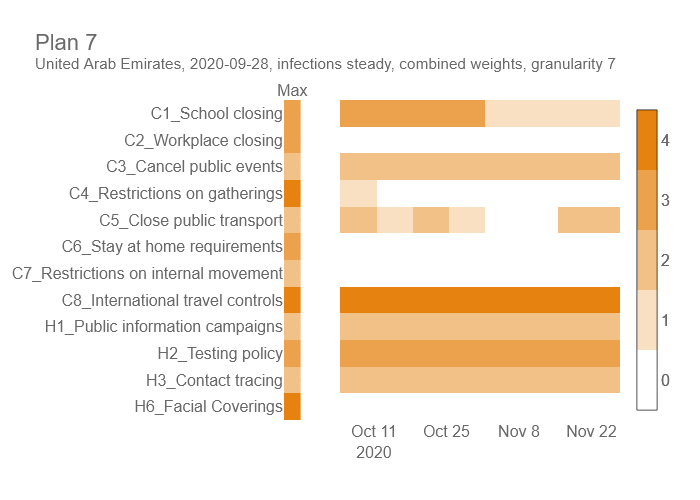 Plan 7
United Arab Emirates, 2020-09-28, infections steady, combined weights, granularity 7
Max
C1_School closing
C2_Workplace closing
C3_Cancel public events
C4_Restrictions on gatherings
C5_Close public transport
C6_Stay at home requirements
C7_Restrictions on internal movement
C8_International travel controls
H1_Public information campaigns
H2_Testing policy
H3_Contact tracing
H6_Facial Coverings
4
3
2
1
0
Oct 11 Oct 25 Nov 8 Nov 22
2020